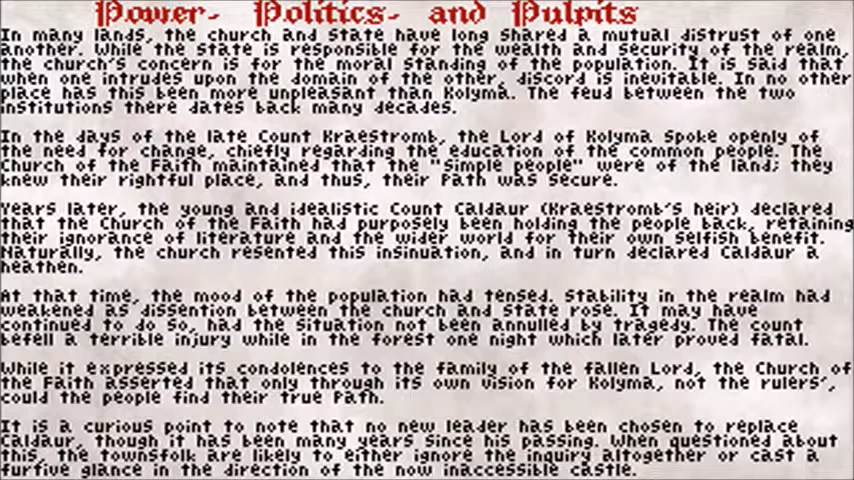 Power, Politics, and Pulpits
In many lands, the church and state have long shared a mutual distrust of one
another. While the state is responsible for the wealth and security of the realm,
the church's concern is for the moral standing of the population. It is said that
when one intrudes upon the domain of the other, discord is inevitable. In no other
place has this been more unpleasant than Kolyma. The feud between the two
institutions there dates back many decades.
In the days of the late Count Kraestromb, the Lord of Kolyma spoke openly of
the need for change, chiefly regarding the education of the common people. The
Church of the Faith maintained that the "simple people" were of the land; they
knew their rightful place, and thus, their Path was secure.
Years later, the young and idealistic Count Caldaur (Kraestromb's heir) declared
that the Church of the Faith had purposely been holding the people back, retaining
their ignorance of literature and the wider world for their own selfish benefit.
Naturally, the church resented this insinuation, and in turn declared Caldaur a
heathen.
At that time, the mood of the population had tensed. Stability in the realm had
weakened as dissention between the church and state rose. It may have
continued to do so, had the situation not been annulled by tragedy. The count
befell a terrible injury while in the forest one night which later proved fatal.
While it expressed its condolences to the family of the fallen Lord, the Church of
the Faith asserted that only through its own vision for Kolyma, not the rulers',
could the people find their true Path.
It is a curious point to note that no new leader has been chosen to replace
Caldaur, though it has been many years since his passing. When questioned about
this, the townsfolk are likely to either ignore the inquiry altogether or cast a
furtive glance in the direction of the now inaccessible castle.